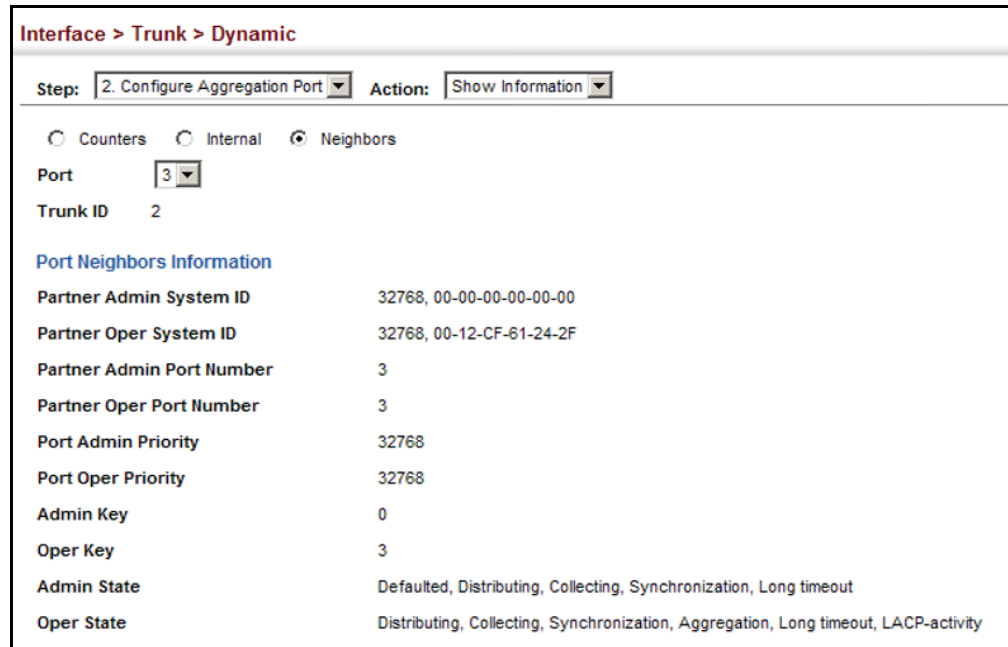 Interface > Trunk > Dynamic
Step: 2. Configure Aggregation Port Action: Show Information
Counters Internal Neighbors
Port 3
Trunk ID 2
Port Neighbors Information
Partner Admin System ID 32768, 00-00-00-00-00-00
Partner Oper System ID 32768, 00-12-CF-61-24-2F
Partner Admin Port Number 3
Partner Oper Port Number 3
Port Admin Priority 32768
Port Oper Priority 32768
Admin Key 0
Oper Key 3
Admin State Defaulted, Distributing, Collecting, Synchronization, Long timeout
Oper State Distributing, Collecting, Synchronization, Aggregation, Long timeout, LACP-activity